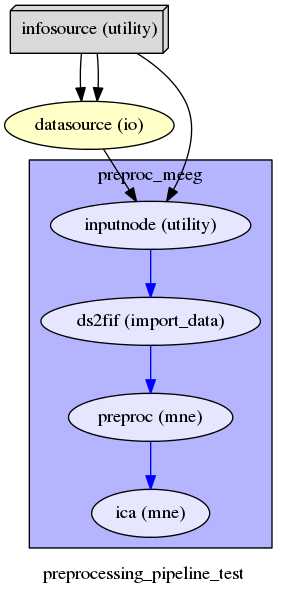 infosource (utility)
datasource (io)
preproc_meeg
inputnode (utility)
ds2fif (import_data)
preproc (mne)
ica (mne)
preprocessing_pipeline_test